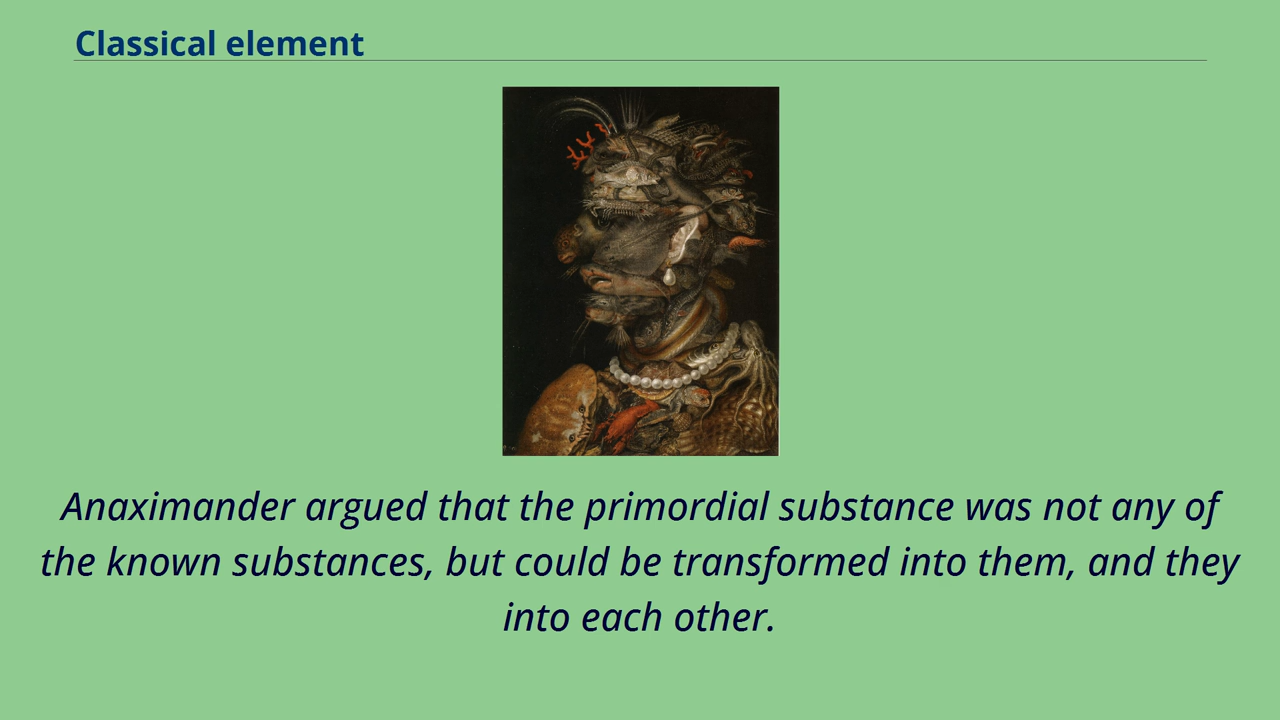 Classical element
Anaximander argued that the primordial substance was not any of
the known substances, but could be transformed into them, and they
into each other.